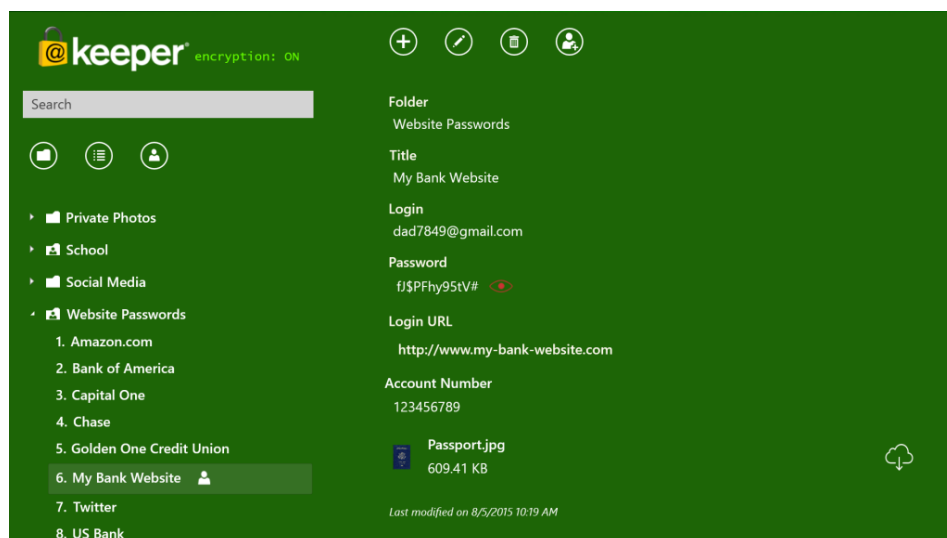 @
keeper encryption: ON
Search
Private Photos
School
Social Media
Website Passwords
1. Amazon.com
2. Bank of America
3. Capital One
4. Chase
5. Golden One Credit Union
6. My Bank Website
7. Twitter
8. US Bank
Folder
Website Passwords
Title
My Bank Website
Login
dad7849@gmail.com
Password
fJ$PFhy95tV#
Login URL
http://www.my-bank-website.com
Account Number
123456789
Passport.jpg
609.41 KB
Last modified on 8/5/2015 10:19 AM